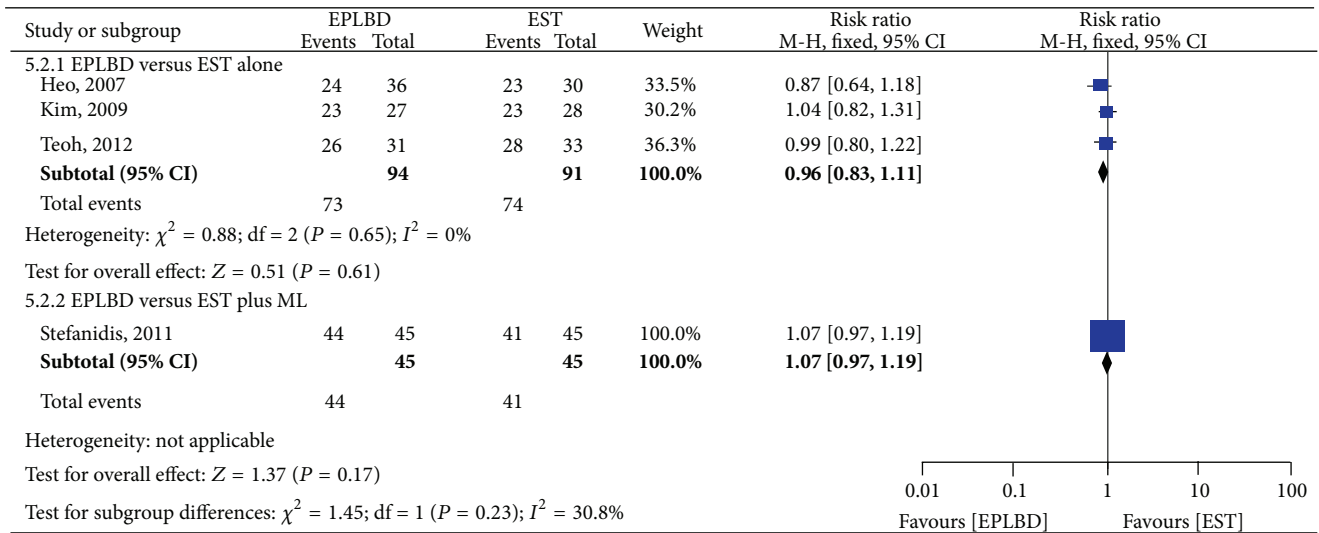 Study or subgroup EPLBD EST Weight Risk ratio Risk ratio
Events Total Events Total M-H, fixed, 95% CI M-H, fixed, 95% CI
5.2.1 EPLBD versus EST alone
Heo, 2007 24 36 23 30 33.5% 0.87 [0.64, 1.18]
Kim, 2009 23 27 23 28 30.2% 1.04 [0.82, 1.31]
Teoh, 2012 26 31 28 33 36.3% 0.99 [0.80, 1.22]
Subtotal (95% CI) 94 91 100.0% 0.96 [0.83, 1.11]
Total events 73 74
Heterogeneity: χ² = 0.88; df = 2 (P = 0.65); I² = 0%
Test for overall effect: Z = 0.51 (P = 0.61)
5.2.2 EPLBD versus EST plus ML
Stefanidis, 2011 44 45 41 45 100.0% 1.07 [0.97, 1.19]
Subtotal (95% CI) 45 45 100.0% 1.07 [0.97, 1.19]
Total events 44 41
Heterogeneity: not applicable
Test for overall effect: Z = 1.37 (P = 0.17)
Test for subgroup differences: χ² = 1.45; df = 1 (P = 0.23); I² = 30.8%
0.01 0.1 1 10 100
Favours [EPLBD] Favours [EST]